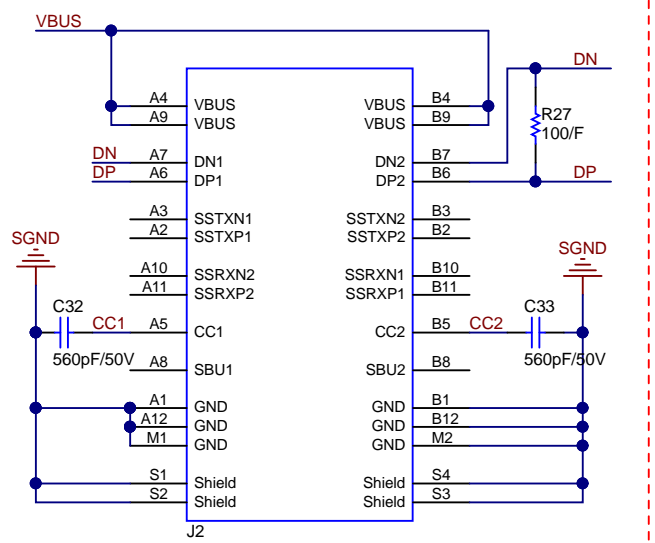 VBUS
A4 VBUS VBUS B4
A9 VBUS VBUS B9
DN
R27
100/F
DN A7 DN1 DN2 B7
DP A6 DP1 DP2 B6 DP
A3 SSTXN1 SSTXN2 B3
A2 SSTXP1 SSTXP2 B2
SGND
SGND
A10 SSRXN2 SSRXN1 B10
A11 SSRXP2 SSRXP1 B11
C32
C33
CC1 A5 CC1 CC2 B5 CC2
560pF/50V
560pF/50V
A8 SBU1 SBU2 B8
A1 GND GND B1
A12 GND GND B12
M1 GND GND M2
S1 Shield Shield S4
S2 Shield Shield S3
J2